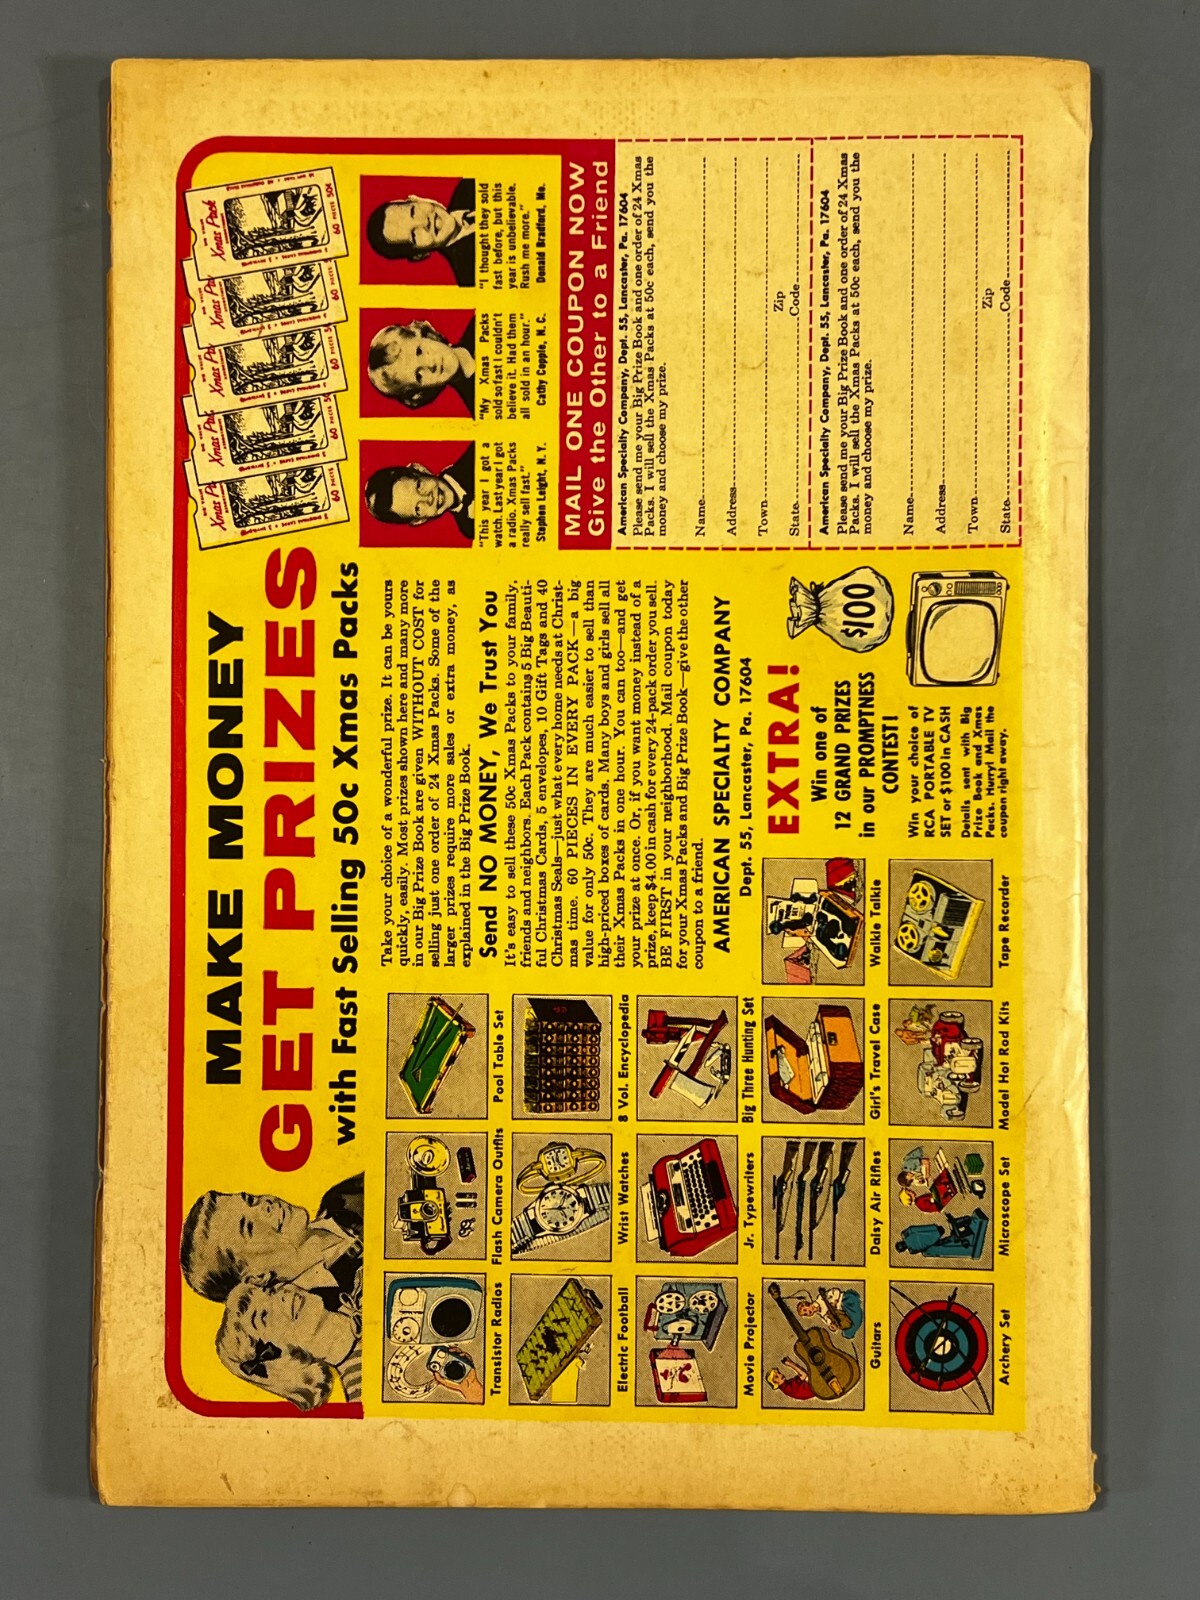 MAKE MONEY
GET PRIZES
with Fast Selling 50c Xmas Packs
Take your choice of a wonderful prize. It can be yours
quickly, easily. Most prizes shown here and many more
in our Big Prize Book are given WITHOUT COST for
selling just one order of 24 Xmas Packs. Some of the
larger prizes require more sales or extra money, as
explained in the Big Prize Book.
Send NO MONEY, We Trust You
It's easy to sell these 50c Xmas Packs to your family,
friends and neighbors. Each Pack contains 5 Big Beauti-
ful Christmas Cards, 5 envelopes, 10 Gift Tags and 40
Christmas Seals—just what every home needs at Christ-
mas time. 60 PIECES IN EVERY PACK—a big
value for only 50c. They are much easier to sell than
high-priced boxes of cards. Many boys and girls sell all
their Xmas Packs in one hour. You can too—and get
your prize at once. Or, if you want money instead of a
prize, keep $4.00 in cash for every 24-pack order you sell.
BE FIRST in your neighborhood. Mail coupon today
for your Xmas Packs and Big Prize Book—give the other
coupon to a friend.
AMERICAN SPECIALTY COMPANY
Dept. 55, Lancaster, Pa. 17604
Transistor Radios
Flash Camera Outfits
Pool Table Set
Electric Football
Wrist Watches
8 Vol. Encyclopedia
Movie Projector
Jr. Typewriters
Big Three Hunting Set
Guitars
Daisy Air Rifles
Girl's Travel Case
Walkie Talkie
Archery Set
Microscope Set
Model Hot Rod Kits
Tape Recorder
EXTRA!
Win one of
12 GRAND PRIZES
in our PROMPTNESS
CONTEST!
$100
Win your choice of
RCA PORTABLE TV
SET or $100 in CASH
Details sent with Big
Prize Book and Xmas
Packs. Hurry! Mail the
coupon right away.
Xmas Pack
60 PIECES
Xmas Pack
60 PIECES
Xmas Pa
60 PIECES
Xmas Pa
60 PIECES
Xmas Pack
60 PIECES 50c
"This year I got a
watch. Last year I got
a radio. Xmas Packs
really sell fast."
Stephen Leight, N. Y.
"My Xmas Packs
sold so fast I couldn't
believe it. Had them
all sold in an hour."
Cathy Copple, N. C.
"I thought they sold
fast before, but this
year is unbelievable.
Rush me more."
Donald Bradford, Mo.
MAIL ONE COUPON NOW
Give the Other to a Friend
American Specialty Company, Dept. 55, Lancaster, Pa. 17604
Please send me your Big Prize Book and one order of 24 Xmas
Packs. I will sell the Xmas Packs at 50c each, send you the
money and choose my prize.
Name
Address
Town
State Zip Code
American Specialty Company, Dept. 55, Lancaster, Pa. 17604
Please send me your Big Prize Book and one order of 24 Xmas
Packs. I will sell the Xmas Packs at 50c each, send you the
money and choose my prize.
Name
Address
Town
State Zip Code